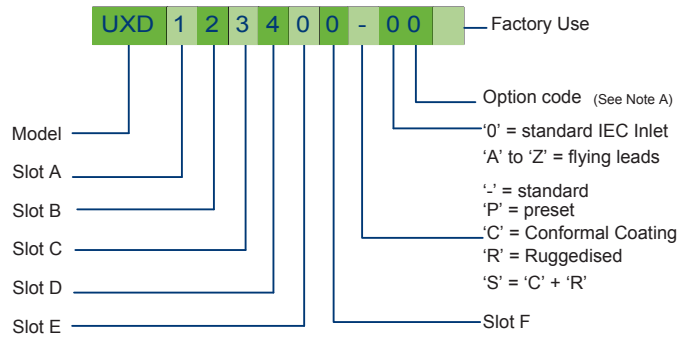 UXD 1 2 3 4 0 0 - 0 0
Factory Use
Option code (See Note A)
Model
‘0’ = standard IEC Inlet
‘A’ to ‘Z’ = flying leads
Slot A
‘-’ = standard
Slot B
‘P’ = preset
‘C’ = Conformal Coating
Slot C
‘R’ = Ruggedised
‘S’ = ‘C’ + ‘R’
Slot D
Slot E
Slot F